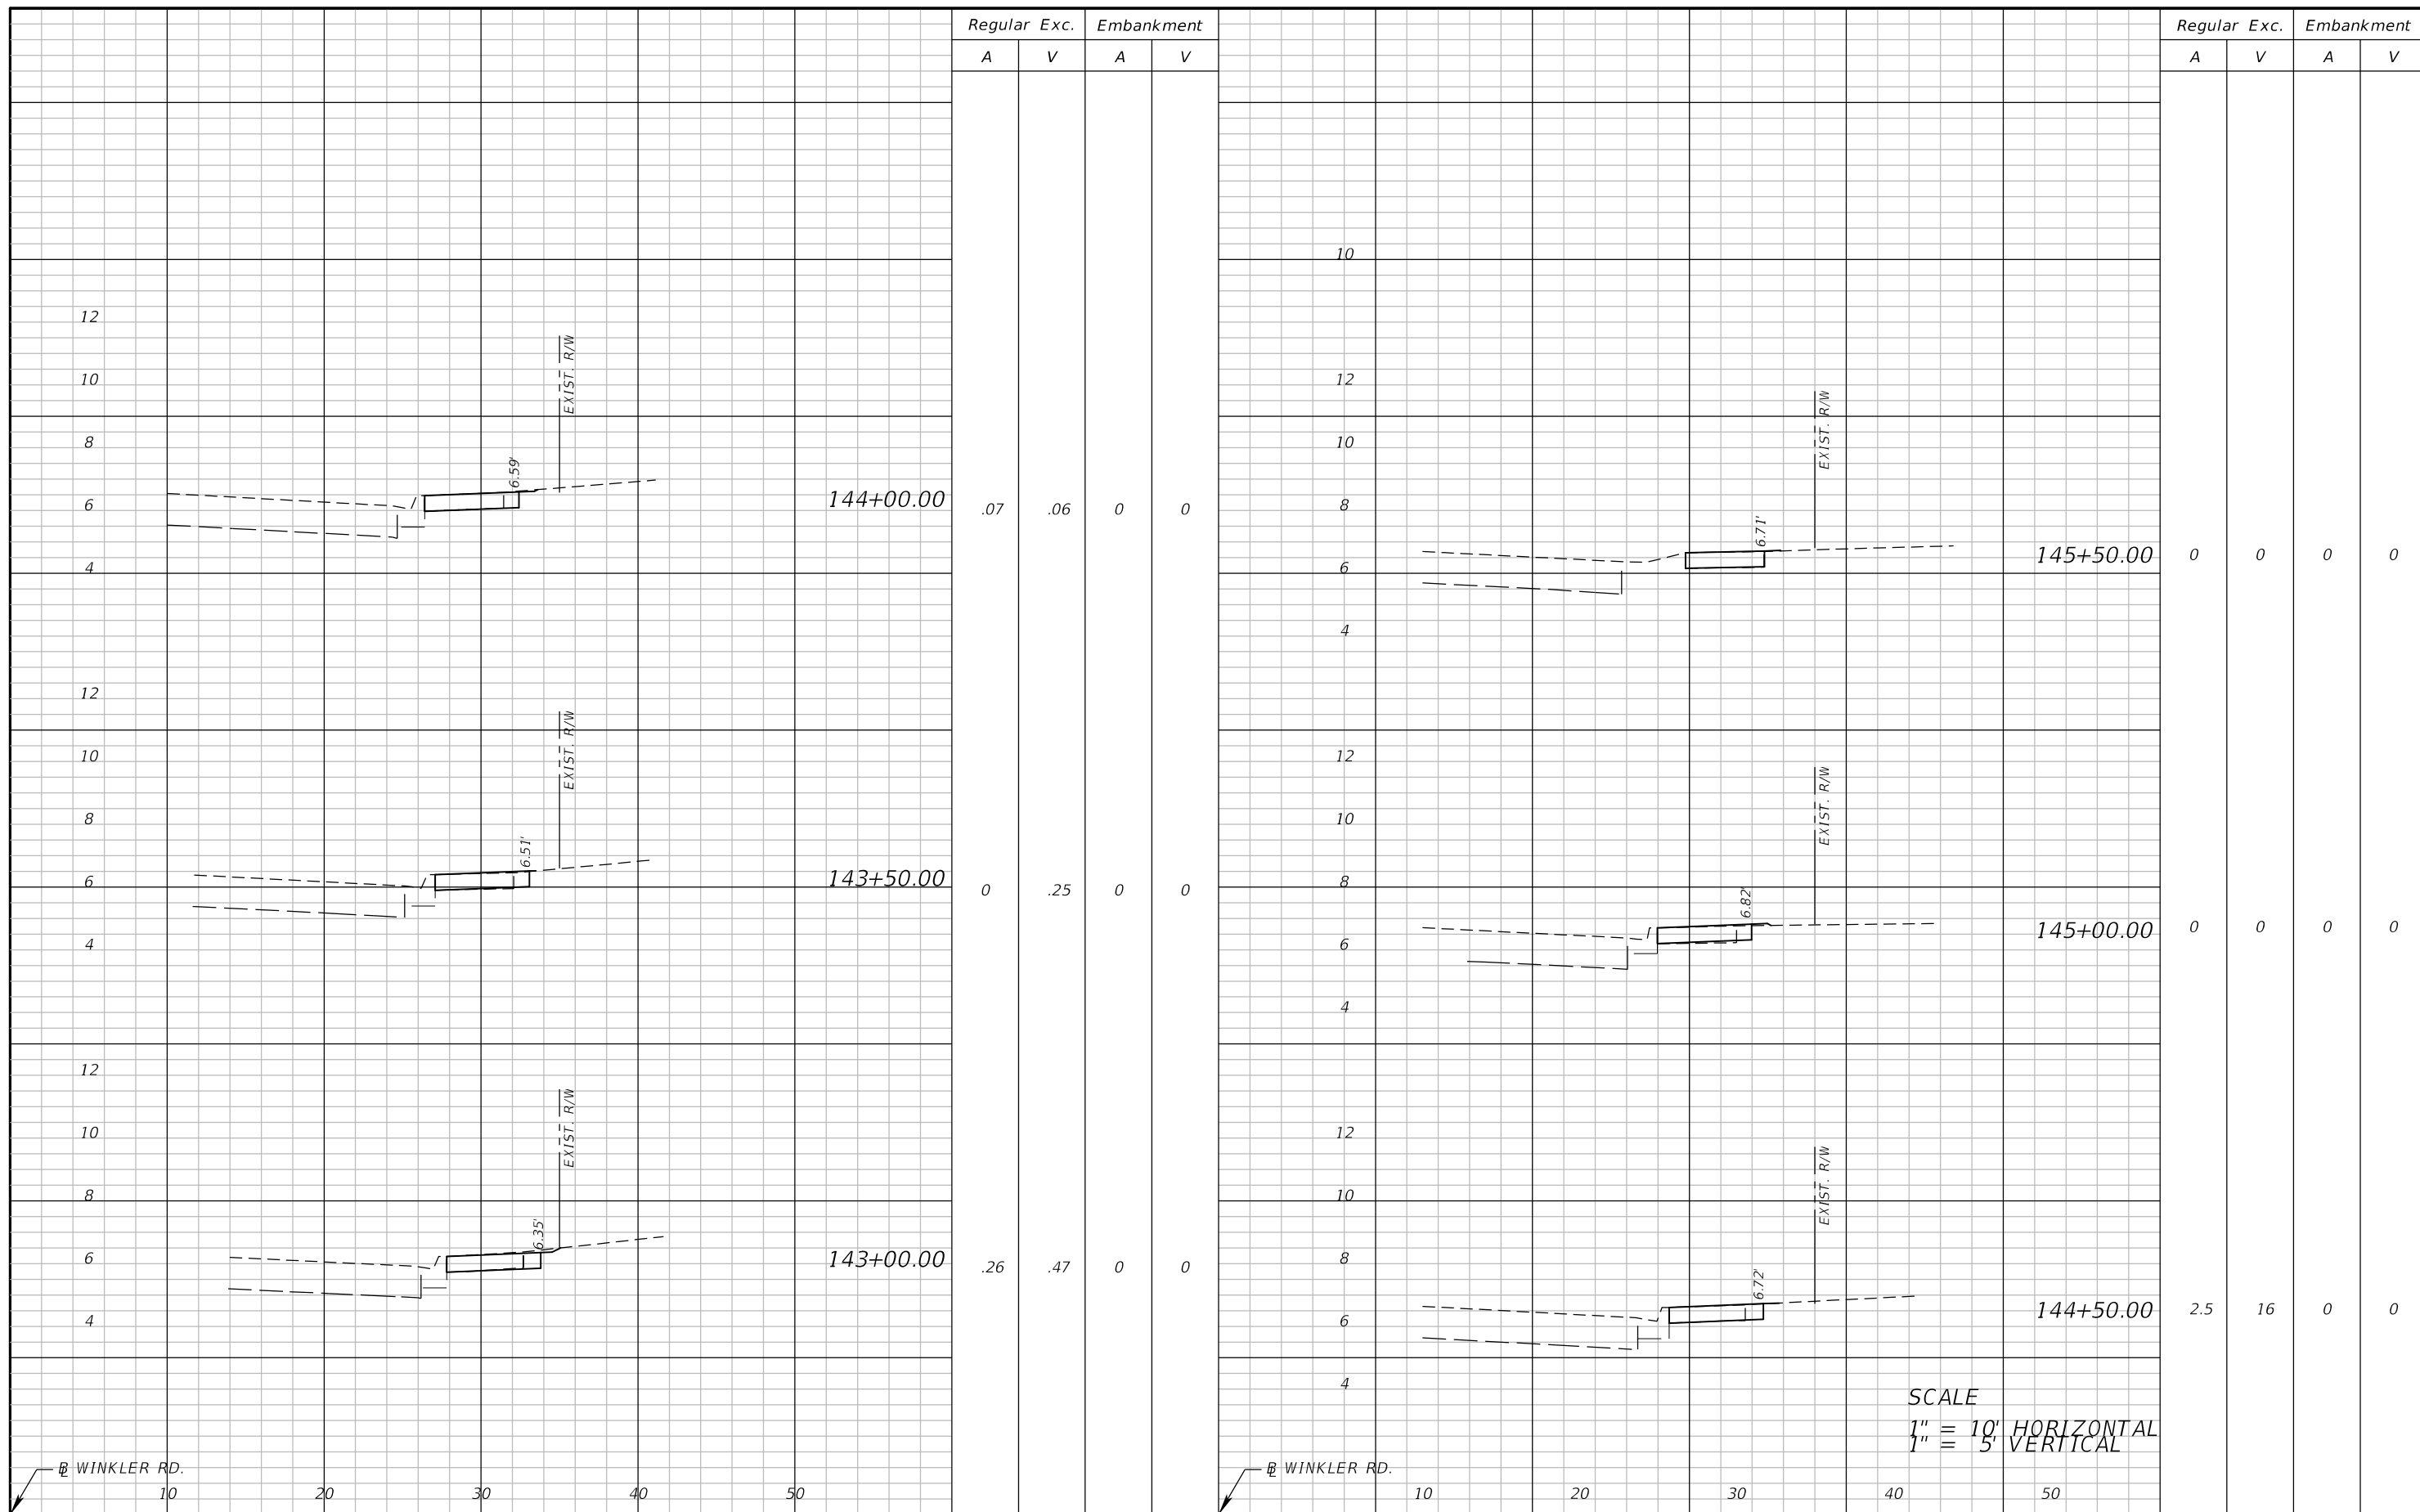 Regular Exc. Embankment
A V A V
12
10
8
6
4
EXIST. R/W
6.59'
144+00.00 .07 .06 0 0
12
10
8
6
4
EXIST. R/W
6.51'
143+50.00 0 .25 0 0
12
10
8
6
4
EXIST. R/W
6.35'
143+00.00 .26 .47 0 0
BL WINKLER RD.
10 20 30 40 50
Regular Exc. Embankment
A V A V
10
12
10
8
6
4
EXIST. R/W
6.71'
145+50.00 0 0 0 0
12
10
8
6
4
EXIST. R/W
6.82'
145+00.00 0 0 0 0
12
10
8
6
4
EXIST. R/W
6.72'
144+50.00 2.5 16 0 0
SCALE
1" = 10' HORIZONTAL
1" = 5' VERTICAL
BL WINKLER RD.
10 20 30 40 50